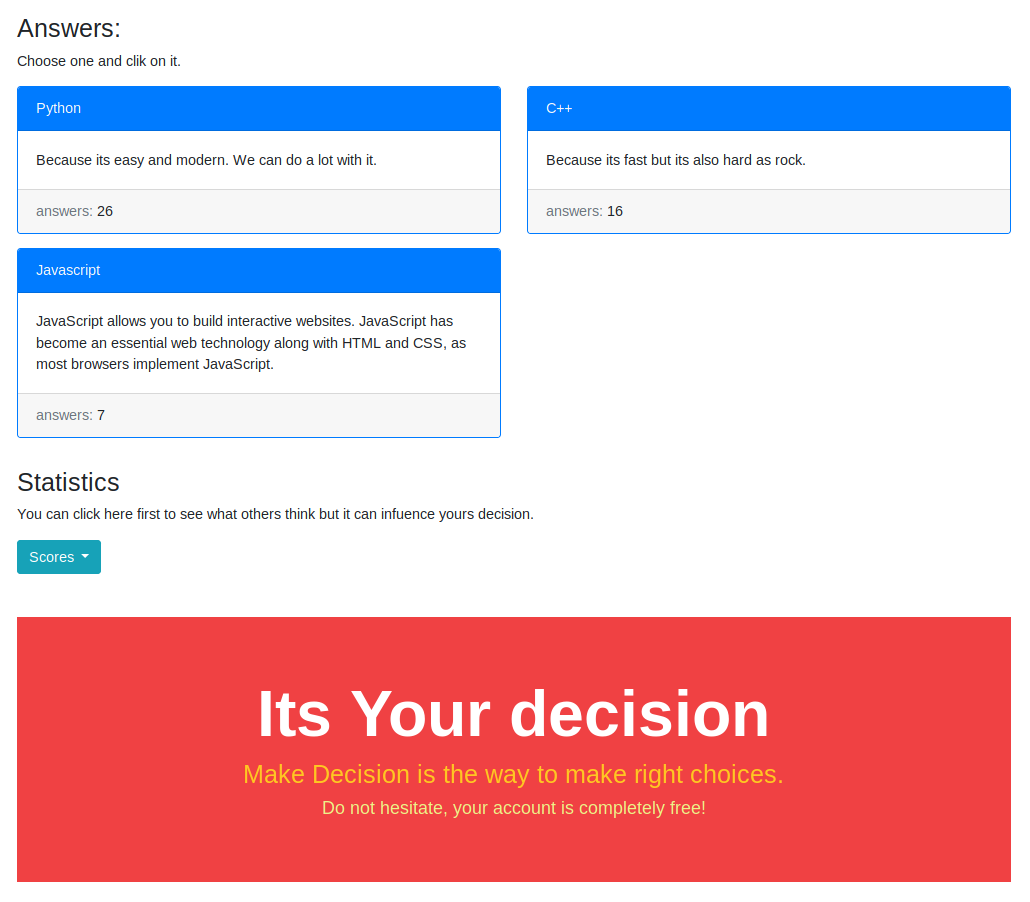 Answers:
Choose one and clik on it.
Python
Because its easy and modern. We can do a lot with it.
answers: 26
C++
Because its fast but its also hard as rock.
answers: 16
Javascript
JavaScript allows you to build interactive websites. JavaScript has
become an essential web technology along with HTML and CSS, as
most browsers implement JavaScript.
answers: 7
Statistics
You can click here first to see what others think but it can infuence yours decision.
Scores
Its Your decision
Make Decision is the way to make right choices.
Do not hesitate, your account is completely free!